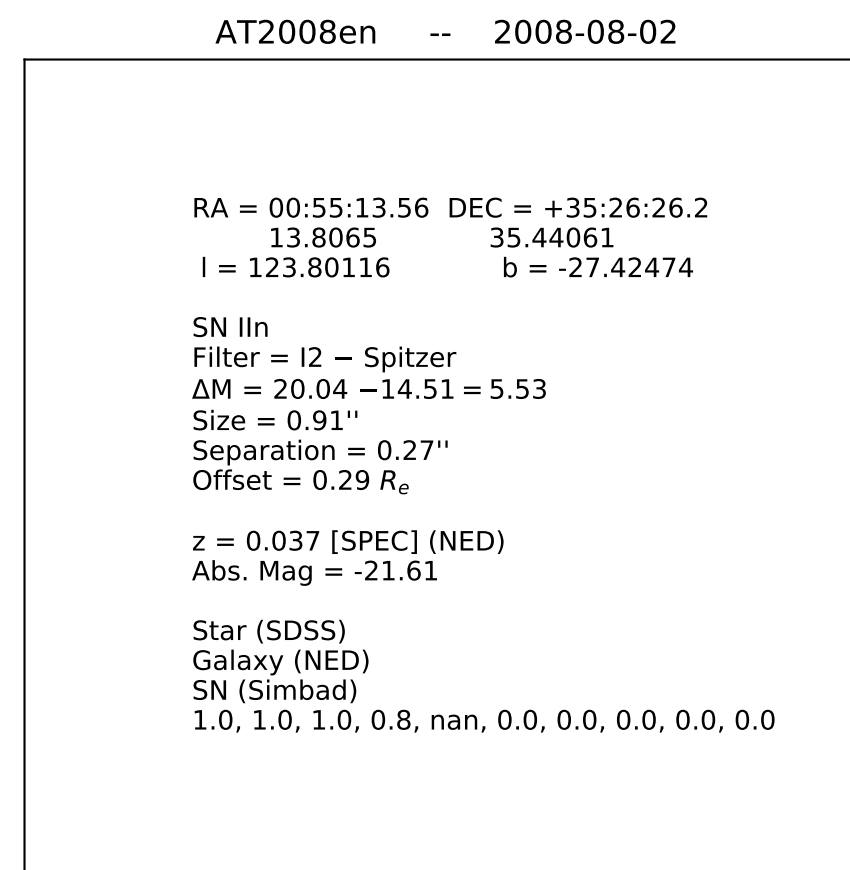 AT2008en -- 2008-08-02
RA = 00:55:13.56 DEC = +35:26:26.2
13.8065 35.44061
l = 123.80116 b = -27.42474
SN IIn
Filter = I2 − Spitzer
ΔM = 20.04 −14.51 = 5.53
Size = 0.91''
Separation = 0.27''
Offset = 0.29 Re
z = 0.037 [SPEC] (NED)
Abs. Mag = -21.61
Star (SDSS)
Galaxy (NED)
SN (Simbad)
1.0, 1.0, 1.0, 0.8, nan, 0.0, 0.0, 0.0, 0.0, 0.0